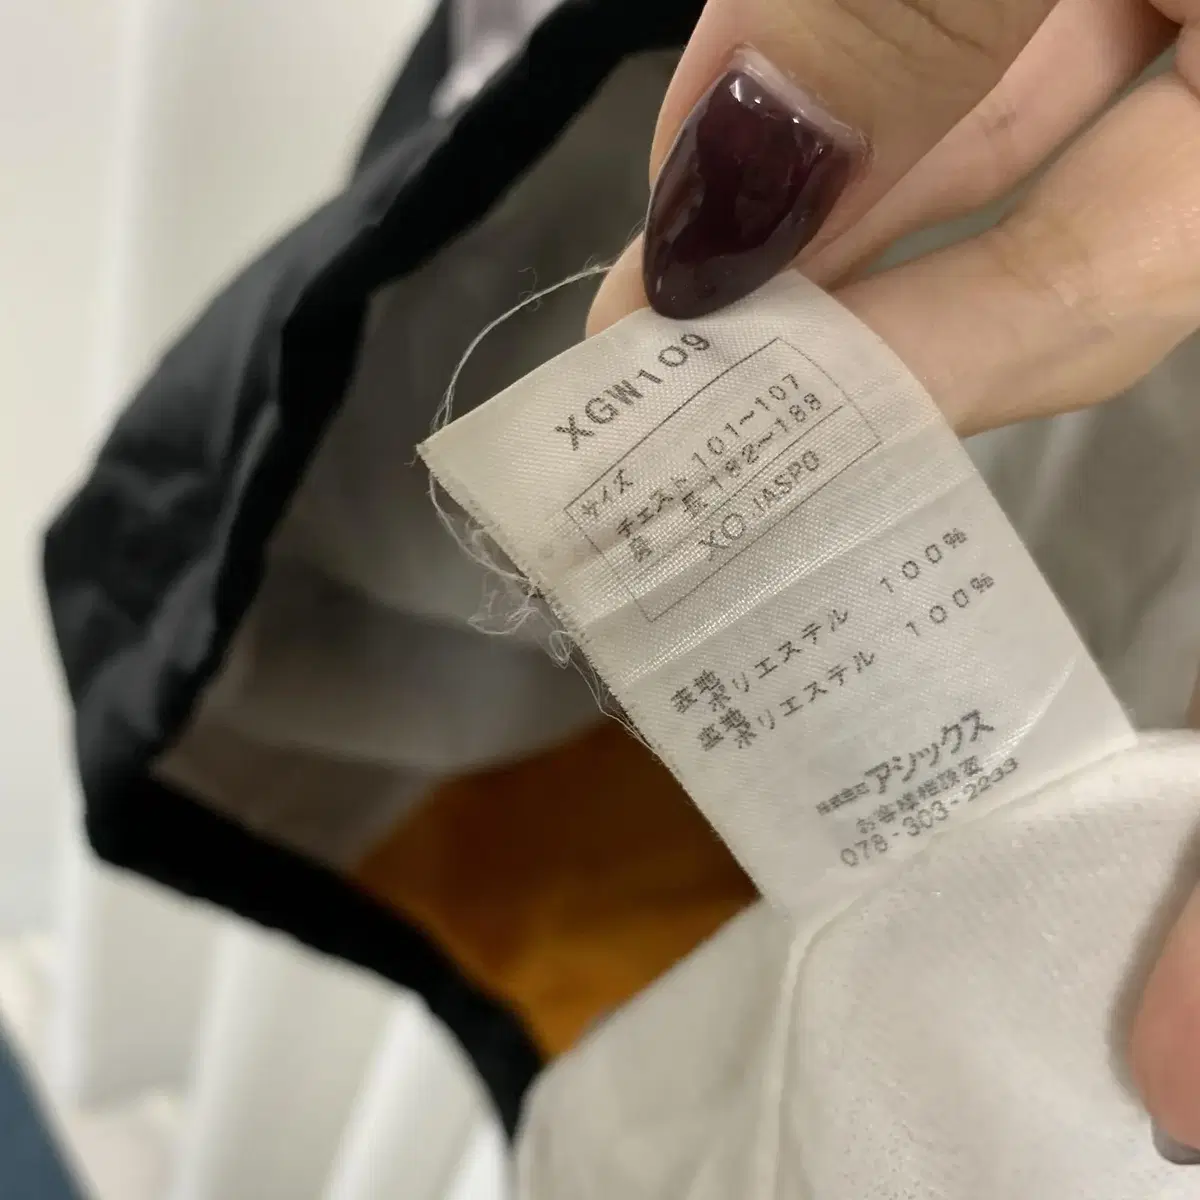 XGW109
サイズ
チェスト 101~107
身長 182~188
XO JASPO
表地
ポリエステル 100%
生地
ポリエステル 100%
株式会社アシックス
お客様相談室
078-303-2233